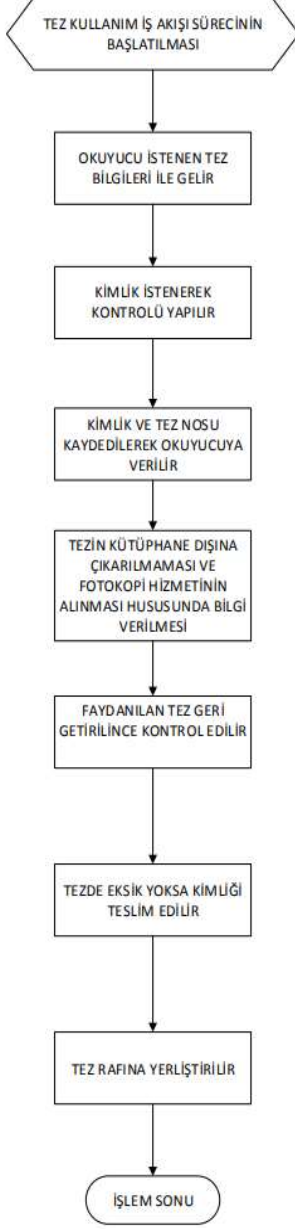 TEZ KULLANIM İŞ AKIŞI SÜRECİNİN
BAŞLATILMASI
OKUYUCU İSTENEN TEZ
BİLGİLERİ İLE GELİR
KİMLİK İSTENEREK
KONTROLÜ YAPILIR
KİMLİK VE TEZ NOSU
KAYDEDİLEREK OKUYUCUYA
VERİLİR
TEZİN KÜTÜPHANE DIŞINA
ÇIKARILMAMASI VE
FOTOKOPİ HİZMETİNİN
ALINMASI HUSUSUNDA BİLGİ
VERİLMESİ
FAYDANILAN TEZ GERİ
GETİRİLİNCE KONTROL EDİLİR
TEZDE EKSİK YOKSA KİMLİĞİ
TESLİM EDİLİR
TEZ RAFINA YERLİŞTİRİLİR
İŞLEM SONU